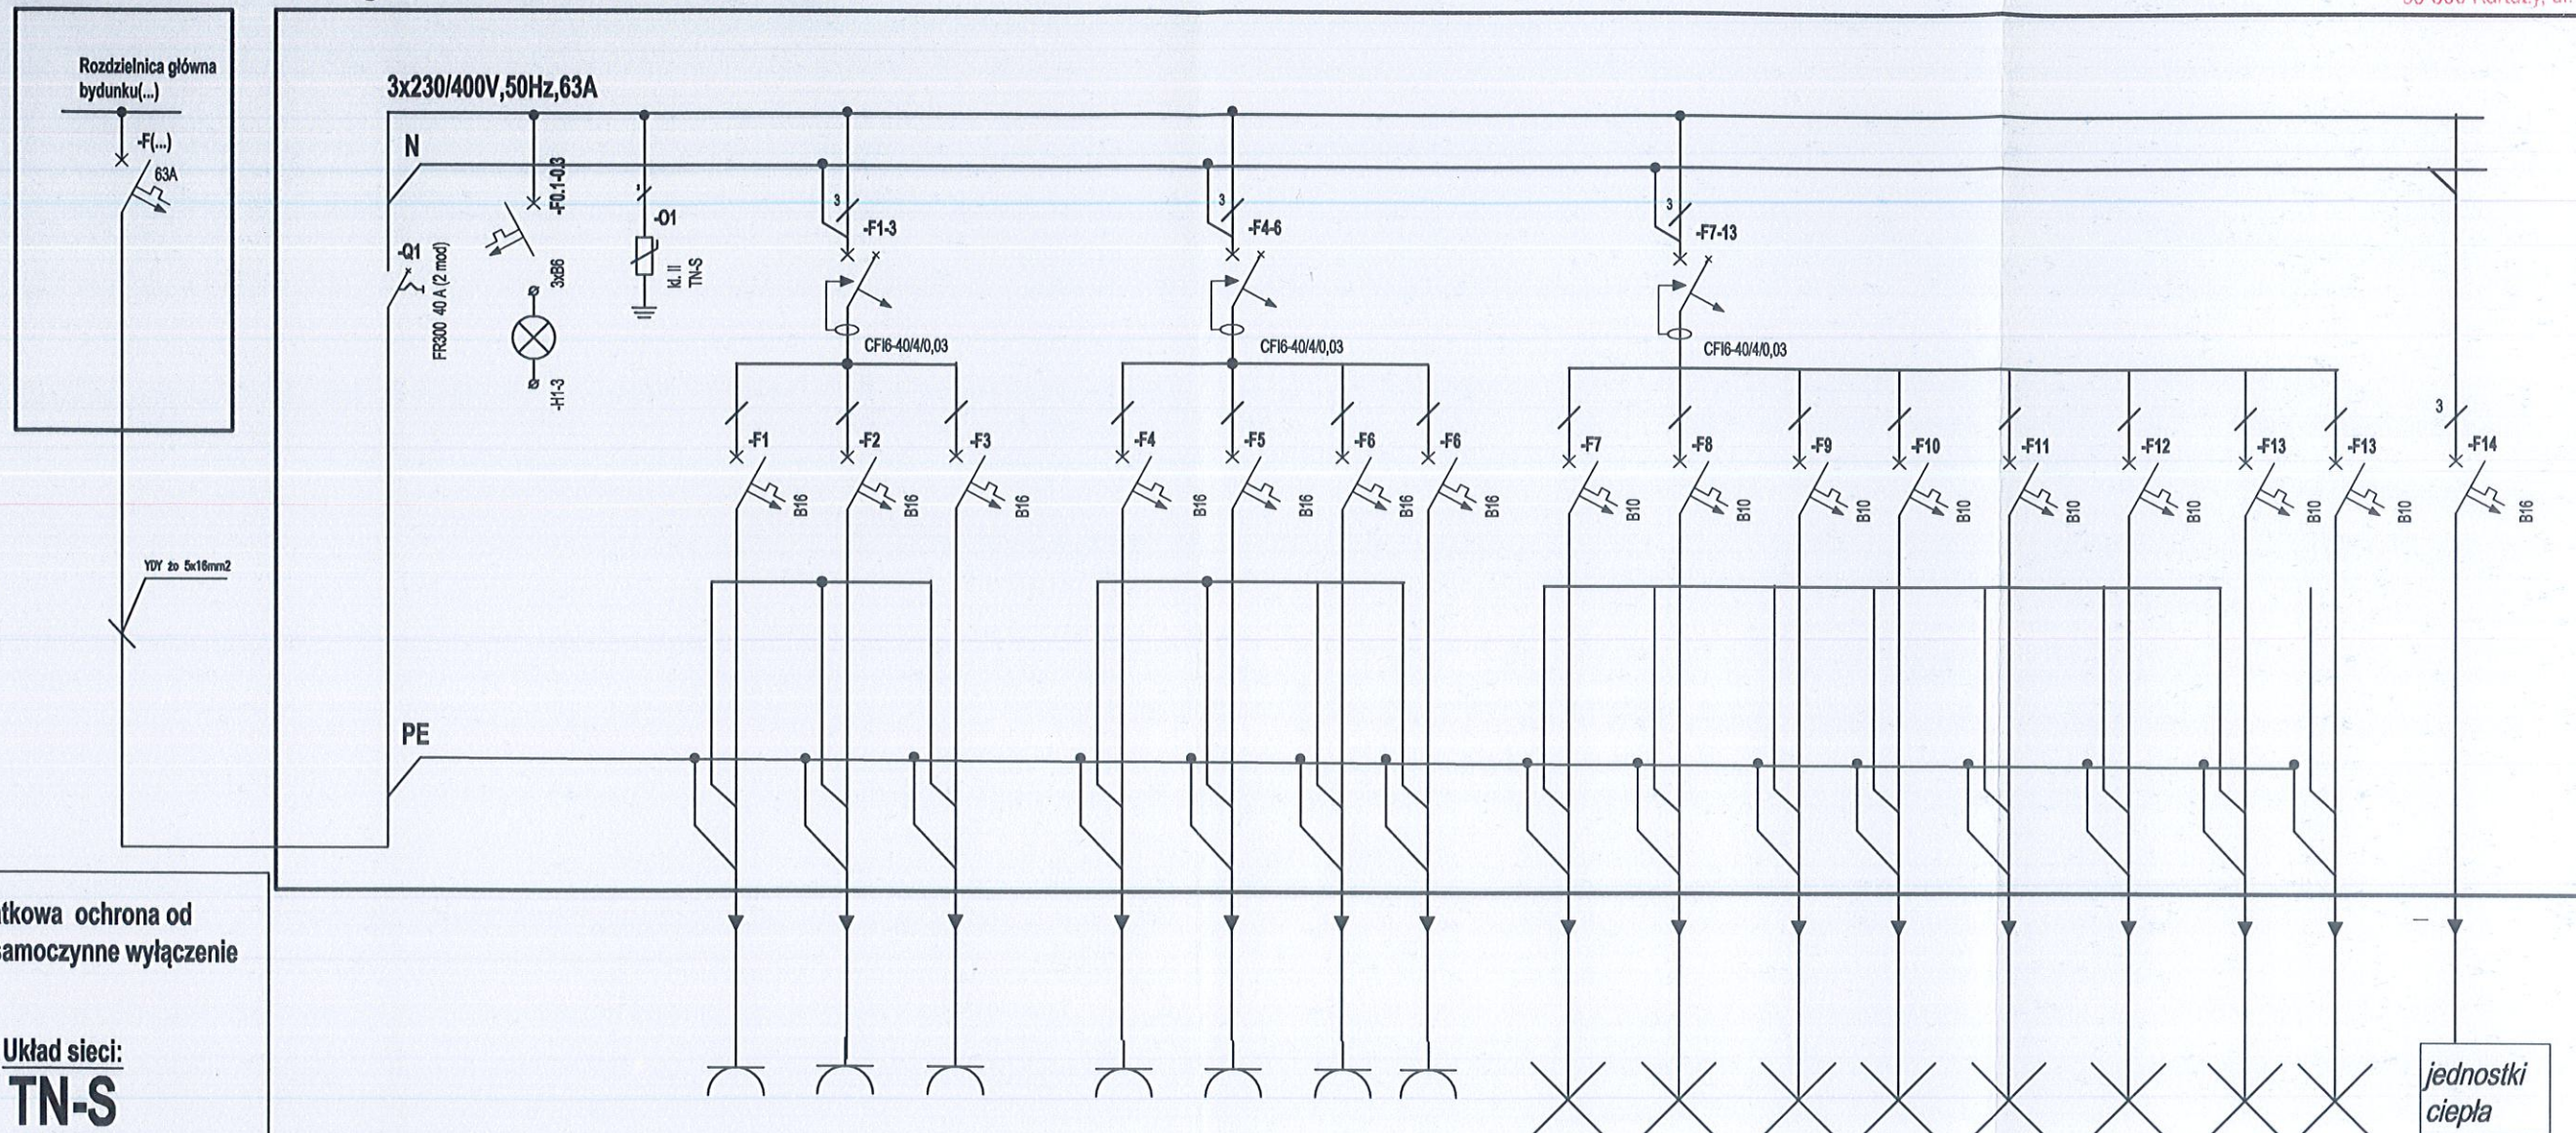 Rozdzielnica główna
bydunku(...)
-F(...)
63A
YDY żo 5x16mm2
3x230/400V,50Hz,63A
N
-Q1
FR300 40 A (2 mod)
-F0.1-0.3
3xB6
-H1-3
-O1
kl. II
TN-S
3
-F1-3
CFI6-40/4/0,03
3
-F4-6
CFI6-40/4/0,03
3
-F7-13
CFI6-40/4/0,03
-F1
B16
-F2
B16
-F3
B16
-F4
B16
-F5
B16
-F6
B16
-F6
B16
-F7
B10
-F8
B10
-F9
B10
-F10
B10
-F11
B10
-F12
B10
-F13
B10
-F13
B10
3
-F14
B16
PE
tkowa ochrona od
samoczynne wyłączenie
Układ sieci:
TN-S
jednostki
ciepła